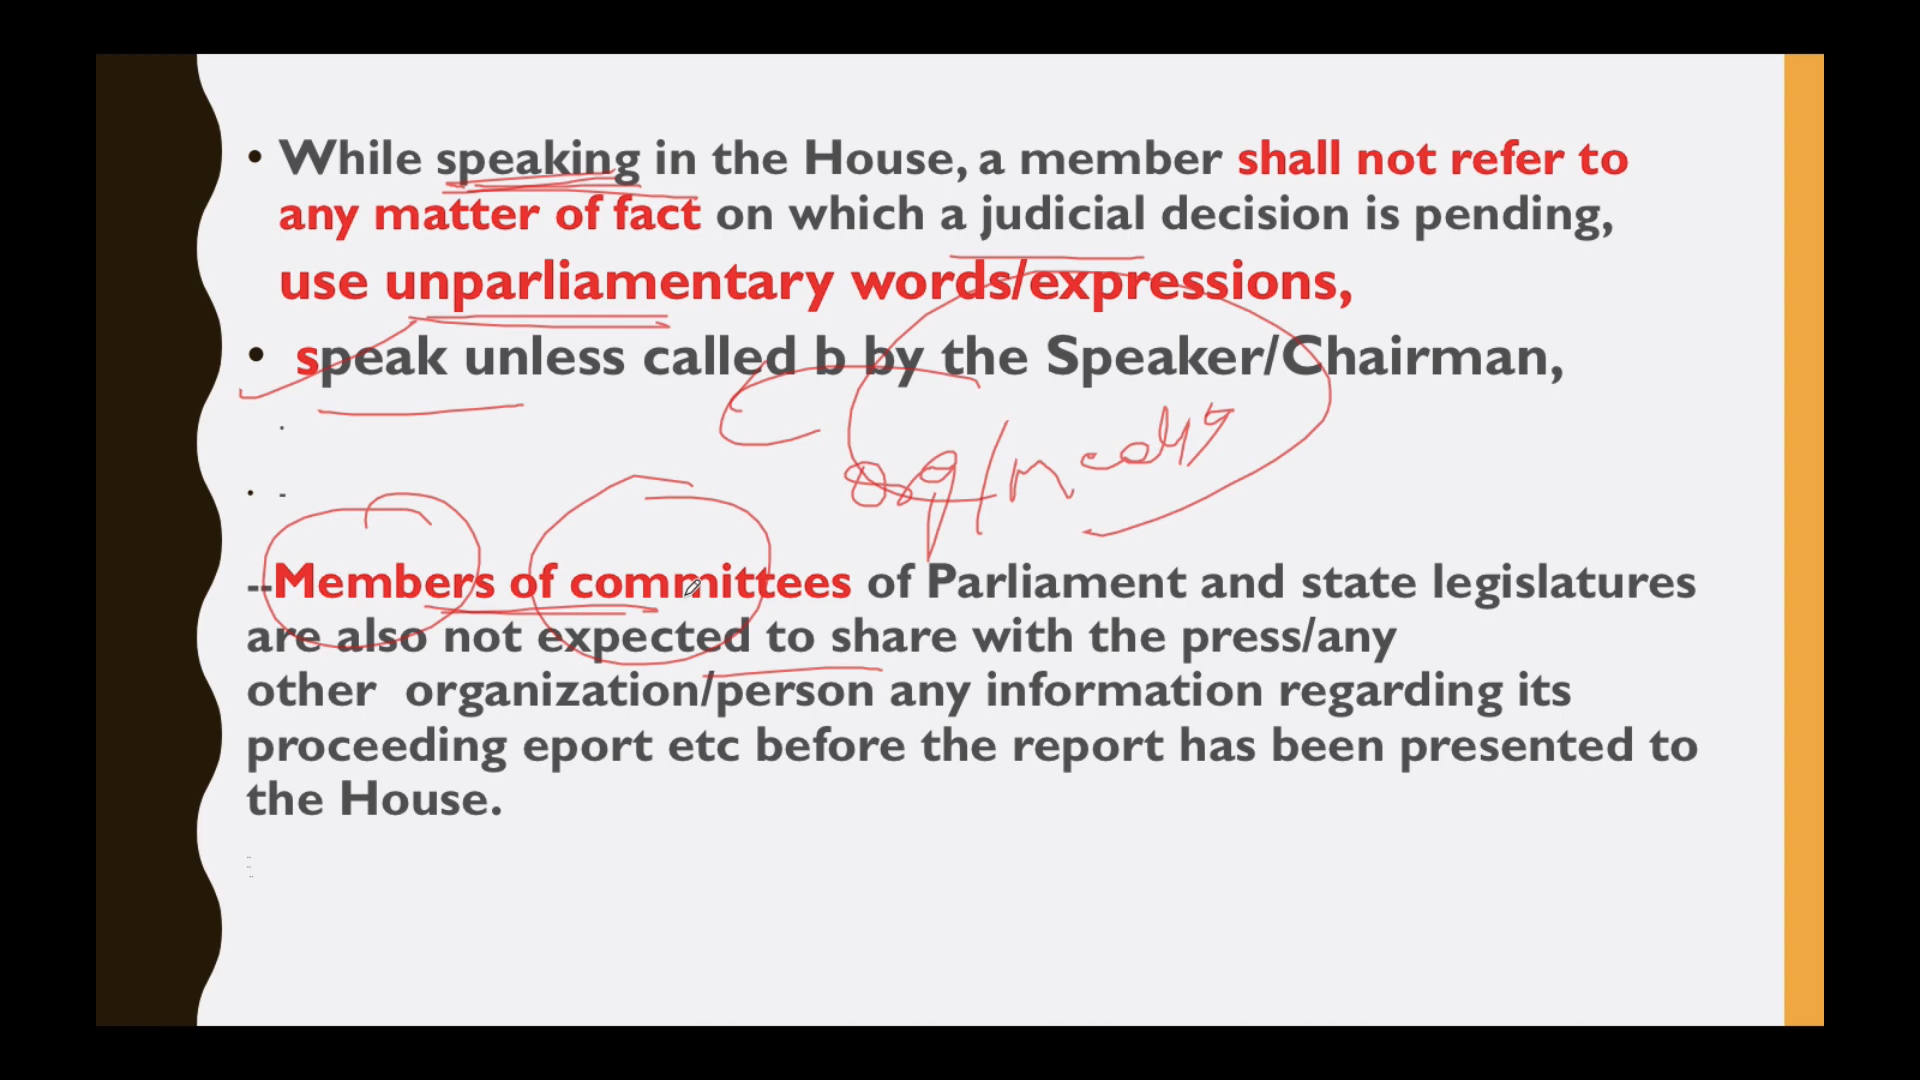 • While speaking in the House, a member shall not refer to
any matter of fact on which a judicial decision is pending,
use unparliamentary words/expressions,
• speak unless called b by the Speaker/Chairman,
--Members of committees of Parliament and state legislatures
are also not expected to share with the press/any
other organization/person any information regarding its
proceeding eport etc before the report has been presented to
the House.